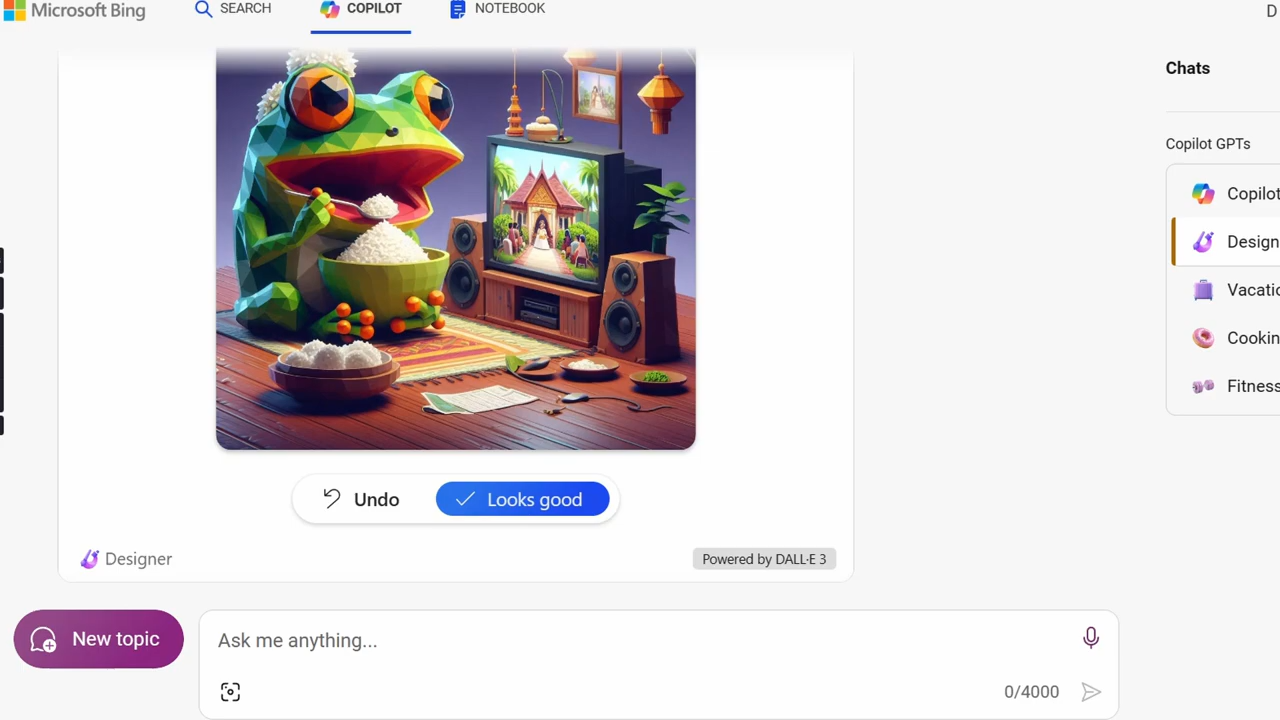 Microsoft Bing
SEARCH
COPILOT
NOTEBOOK
D
Chats
Copilot GPTs
Copilot
Design
Vacatio
Cookin
Fitness
Undo
Looks good
Designer
Powered by DALL·E 3
New topic
Ask me anything...
0/4000